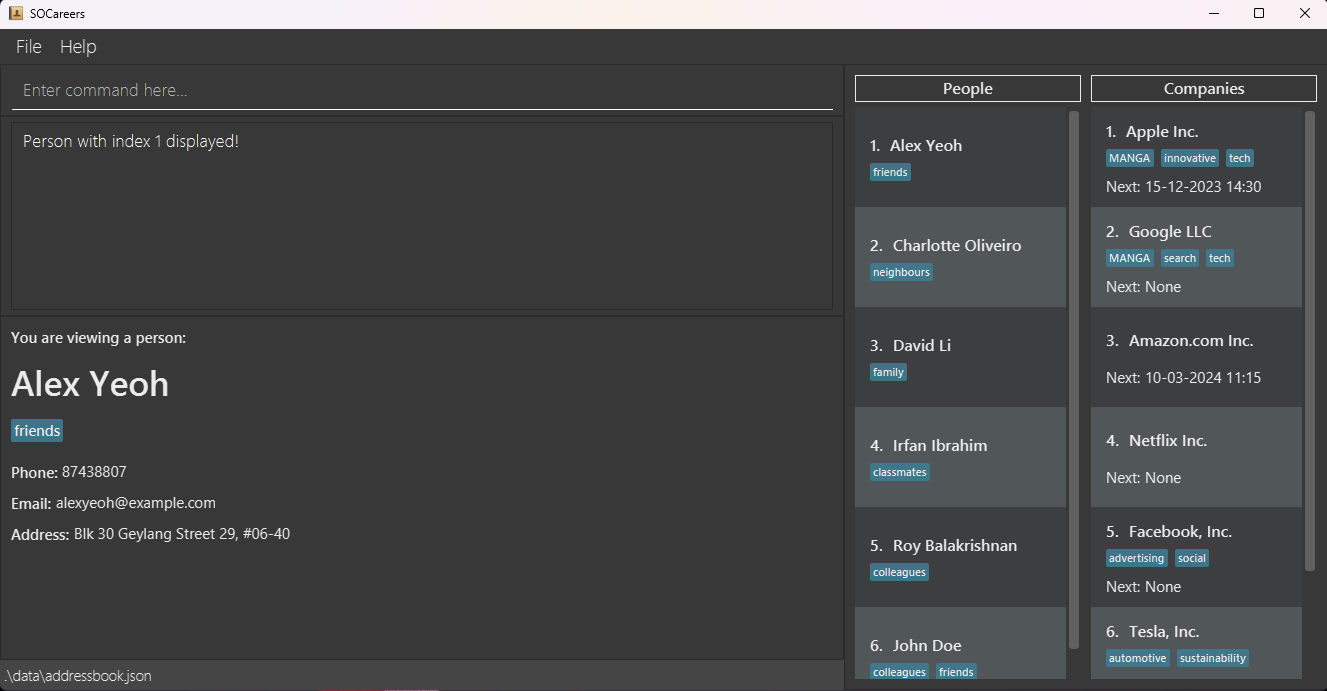 SOCareers
File Help
Enter command here...
Person with index 1 displayed!
You are viewing a person:
Alex Yeoh
friends
Phone: 87438807
Email: alexyeoh@example.com
Address: Blk 30 Geylang Street 29, #06-40
.\data\addressbook.json
People
1. Alex Yeoh
friends
2. Charlotte Oliveiro
neighbours
3. David Li
family
4. Irfan Ibrahim
classmates
5. Roy Balakrishnan
colleagues
6. John Doe
colleagues friends
Companies
1. Apple Inc.
MANGA innovative tech
Next: 15-12-2023 14:30
2. Google LLC
MANGA search tech
Next: None
3. Amazon.com Inc.
Next: 10-03-2024 11:15
4. Netflix Inc.
Next: None
5. Facebook, Inc.
advertising social
Next: None
6. Tesla, Inc.
automotive sustainability